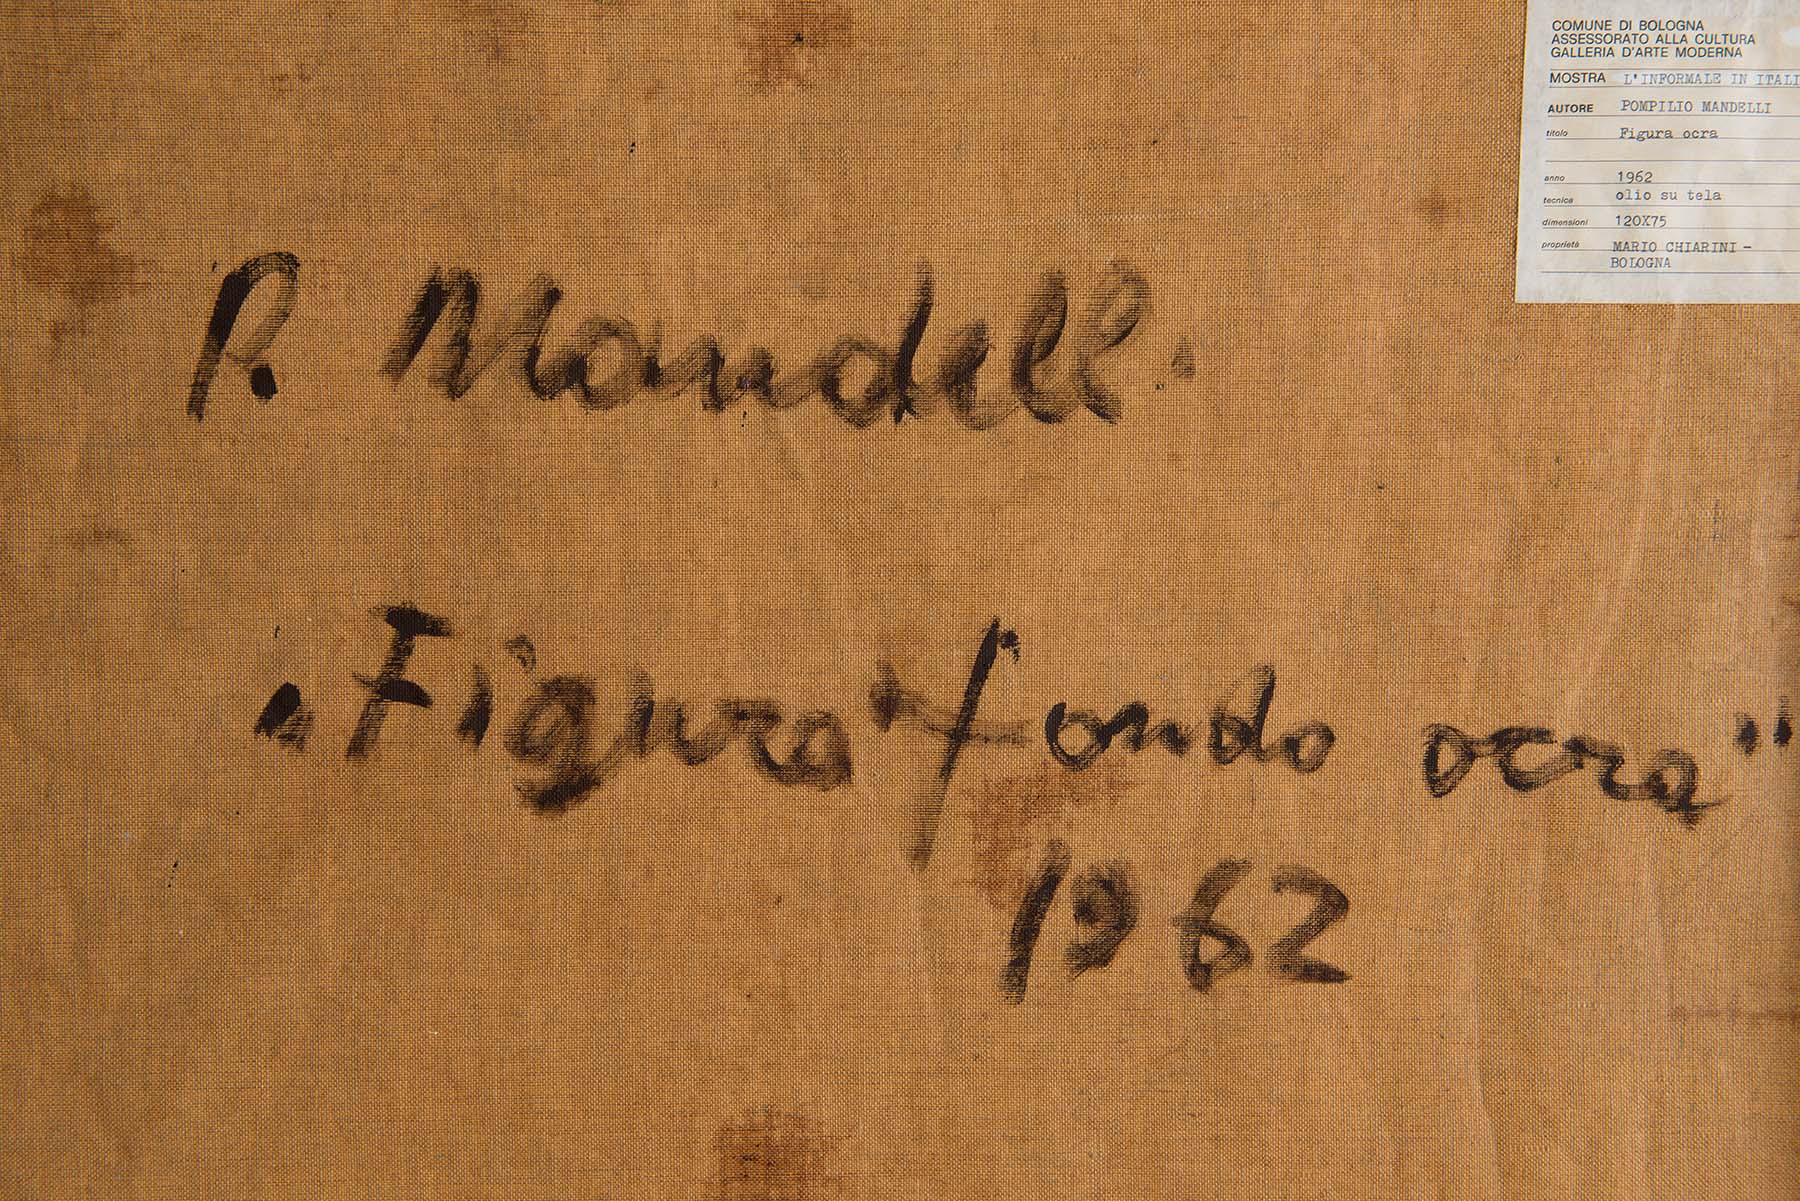 COMUNE DI BOLOGNA
ASSESSORATO ALLA CULTURA
GALLERIA D'ARTE MODERNA
MOSTRA L'INFORMALE IN ITALI
AUTORE POMPILIO MANDELLI
titolo Figura ocra
anno 1962
tecnica olio su tela
dimensioni 120X75
proprietà MARIO CHIARINI -
BOLOGNA
P. Mandelli
"Figura fondo ocra"
1962